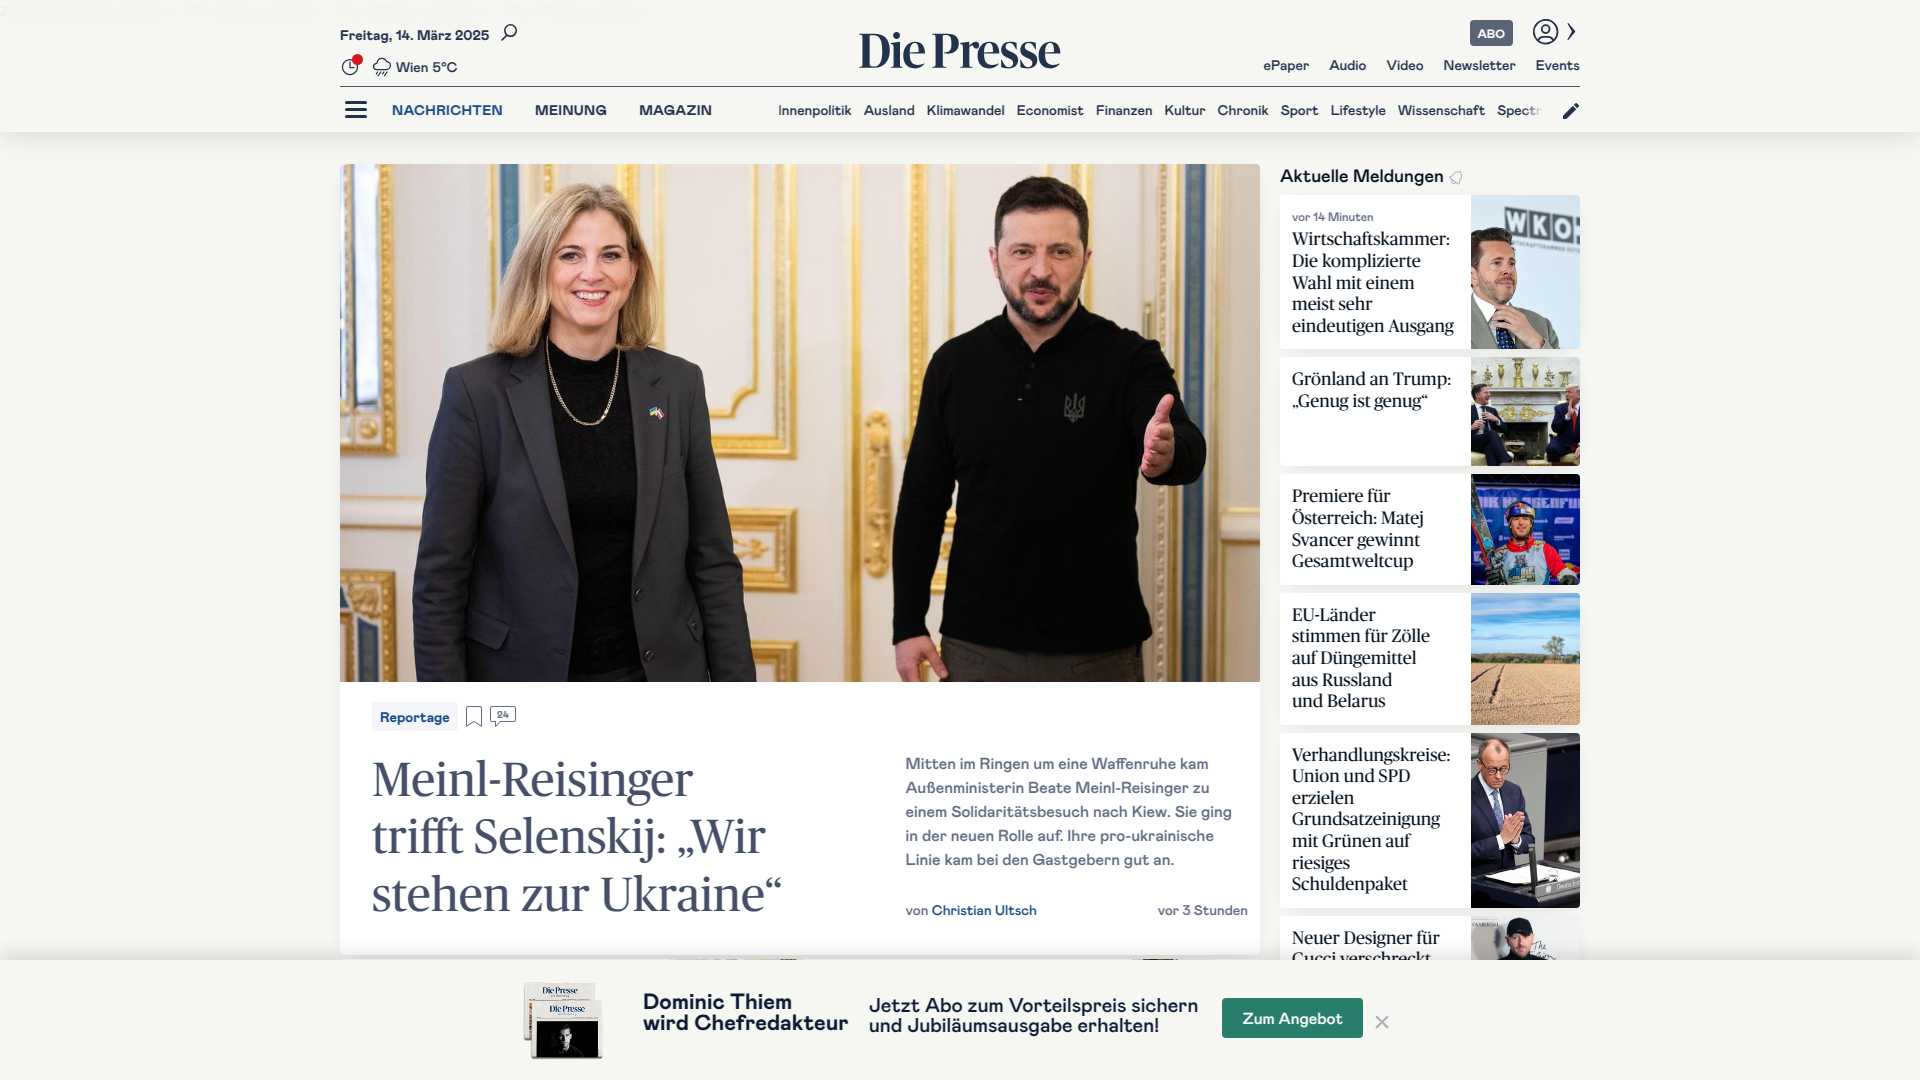 Freitag, 14. März 2025
Wien 5°C
Die Presse
ABO
ePaper Audio Video Newsletter Events
NACHRICHTEN MEINUNG MAGAZIN
Innenpolitik Ausland Klimawandel Economist Finanzen Kultur Chronik Sport Lifestyle Wissenschaft Spectr
Reportage
24
Meinl-Reisinger
trifft Selenskij: „Wir
stehen zur Ukraine“
Mitten im Ringen um eine Waffenruhe kam
Außenministerin Beate Meinl-Reisinger zu
einem Solidaritätsbesuch nach Kiew. Sie ging
in der neuen Rolle auf. Ihre pro-ukrainische
Linie kam bei den Gastgebern gut an.
von Christian Ultsch
vor 3 Stunden
Aktuelle Meldungen
vor 14 Minuten
Wirtschaftskammer:
Die komplizierte
Wahl mit einem
meist sehr
eindeutigen Ausgang
WKO
Grönland an Trump:
„Genug ist genug“
Premiere für
Österreich: Matej
Svancer gewinnt
Gesamtweltcup
EU-Länder
stimmen für Zölle
auf Düngemittel
aus Russland
und Belarus
Verhandlungskreise:
Union und SPD
erzielen
Grundsatzeinigung
mit Grünen auf
riesiges
Schuldenpaket
Neuer Designer für
Gucci verschreckt
The
Die Presse
Die Presse
Dominic Thiem
wird Chefredakteur
Jetzt Abo zum Vorteilspreis sichern
und Jubiläumsausgabe erhalten!
Zum Angebot